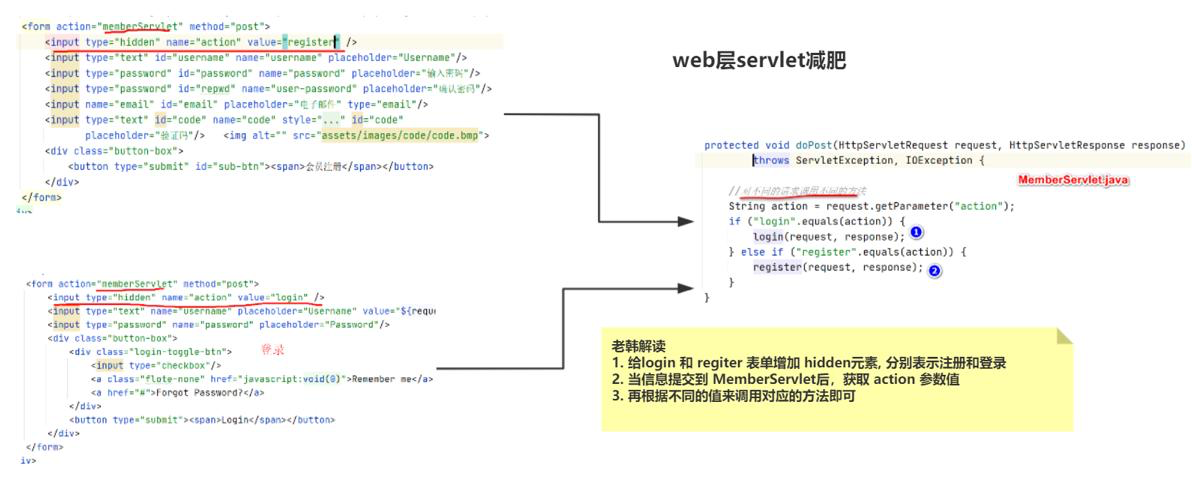 <form action="memberServlet" method="post">
<input type="hidden" name="action" value="register" />
<input type="text" id="username" name="username" placeholder="Username"/>
<input type="password" id="password" name="password" placeholder="输入密码"/>
<input type="password" id="repwd" name="user-password" placeholder="确认密码"/>
<input name="email" id="email" placeholder="电子邮件" type="email"/>
<input type="text" id="code" name="code" style="..." id="code"
placeholder="验证码"/> <img alt="" src="assets/images/code/code.bmp">
<div class="button-box">
<button type="submit" id="sub-btn"><span>会员注册</span></button>
</div>
</form>
iv>
<form action="memberServlet" method="post">
<input type="hidden" name="action" value="login" />
<input type="text" name="username" placeholder="Username" value="${reque
<input type="password" name="password" placeholder="Password"/>
<div class="button-box">
<div class="login-toggle-btn">
登录
<input type="checkbox"/>
<a class="flote-none" href="javascript:void(0)">Remember me</a>
<a href="#">Forgot Password?</a>
</div>
<button type="submit"><span>Login</span></button>
</div>
</form>
iv>
web层servlet减肥
protected void doPost(HttpServletRequest request, HttpServletResponse response)
throws ServletException, IOException {
MemberServlet.java
//对不同的请求调用不同的方法
String action = request.getParameter("action");
if ("login".equals(action)) {
login(request, response); 1
} else if ("register".equals(action)) {
register(request, response); 2
}
}
老韩解读
1. 给login 和 regiter 表单增加 hidden元素, 分别表示注册和登录
2. 当信息提交到 MemberServlet后，获取 action 参数值
3. 再根据不同的值来调用对应的方法即可